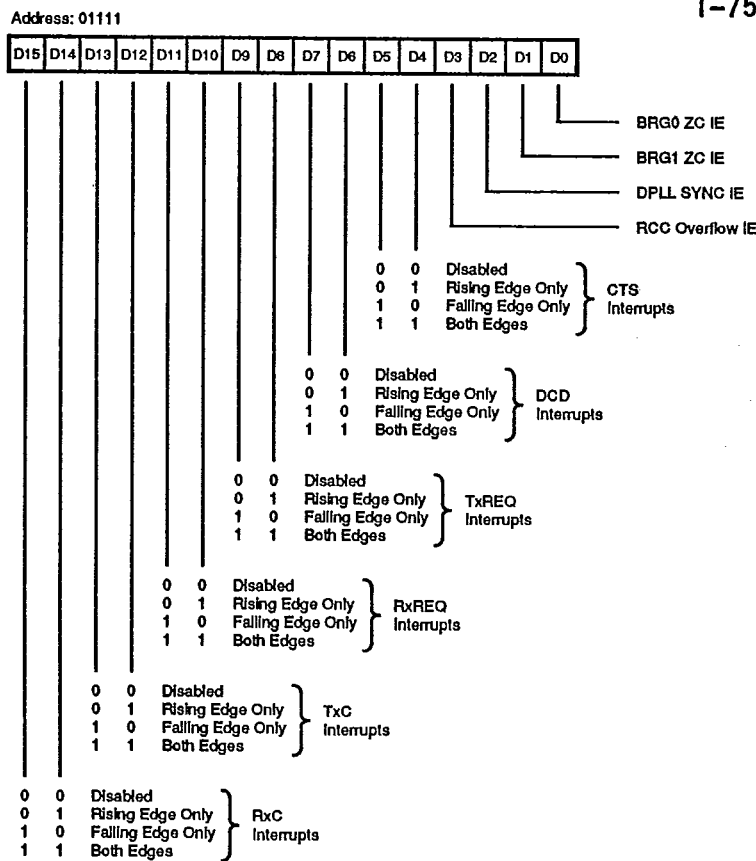 Address: 01111
T-75
D15 D14 D13 D12 D11 D10 D9 D8 D7 D6 D5 D4 D3 D2 D1 D0
BRG0 ZC IE
BRG1 ZC IE
DPLL SYNC IE
RCC Overflow IE
0 0 Disabled
0 1 Rising Edge Only
1 0 Falling Edge Only
1 1 Both Edges
CTS
Interrupts
0 0 Disabled
0 1 Rising Edge Only
1 0 Falling Edge Only
1 1 Both Edges
DCD
Interrupts
0 0 Disabled
0 1 Rising Edge Only
1 0 Falling Edge Only
1 1 Both Edges
TxREQ
Interrupts
0 0 Disabled
0 1 Rising Edge Only
1 0 Falling Edge Only
1 1 Both Edges
RxREQ
Interrupts
0 0 Disabled
0 1 Rising Edge Only
1 0 Falling Edge Only
1 1 Both Edges
TxC
Interrupts
0 0 Disabled
0 1 Rising Edge Only
1 0 Falling Edge Only
1 1 Both Edges
RxC
Interrupts